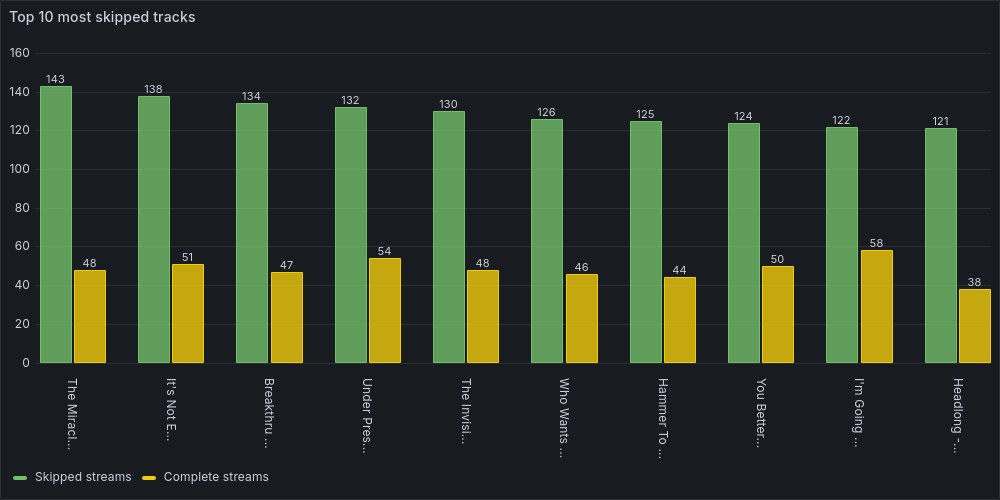 Top 10 most skipped tracks
160
140
120
100
80
60
40
20
0
143
48
138
51
134
47
132
54
130
48
126
46
125
44
124
50
122
58
121
38
The Miracl...
It's Not E...
Breakthru ...
Under Pres...
The Invisi...
Who Wants ...
Hammer To ...
You Better...
I'm Going ...
Headlong -...
Skipped streams
Complete streams